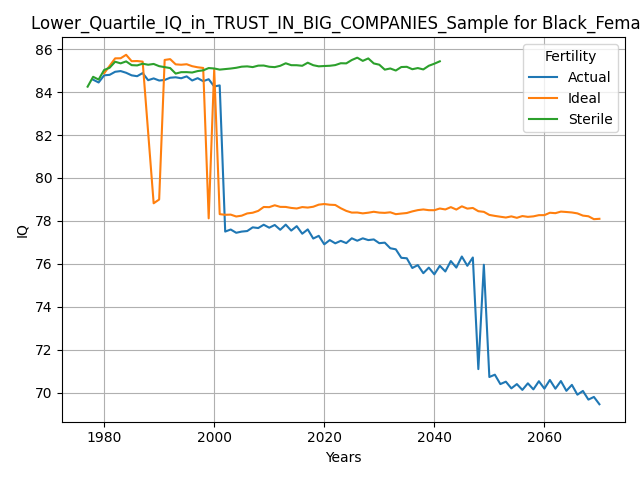 Lower_Quartile_IQ_in_TRUST_IN_BIG_COMPANIES_Sample for Black_Fema
Fertility
Actual
Ideal
Sterile
86
84
82
80
78
76
74
72
70
IQ
1980
2000
2020
2040
2060
Years